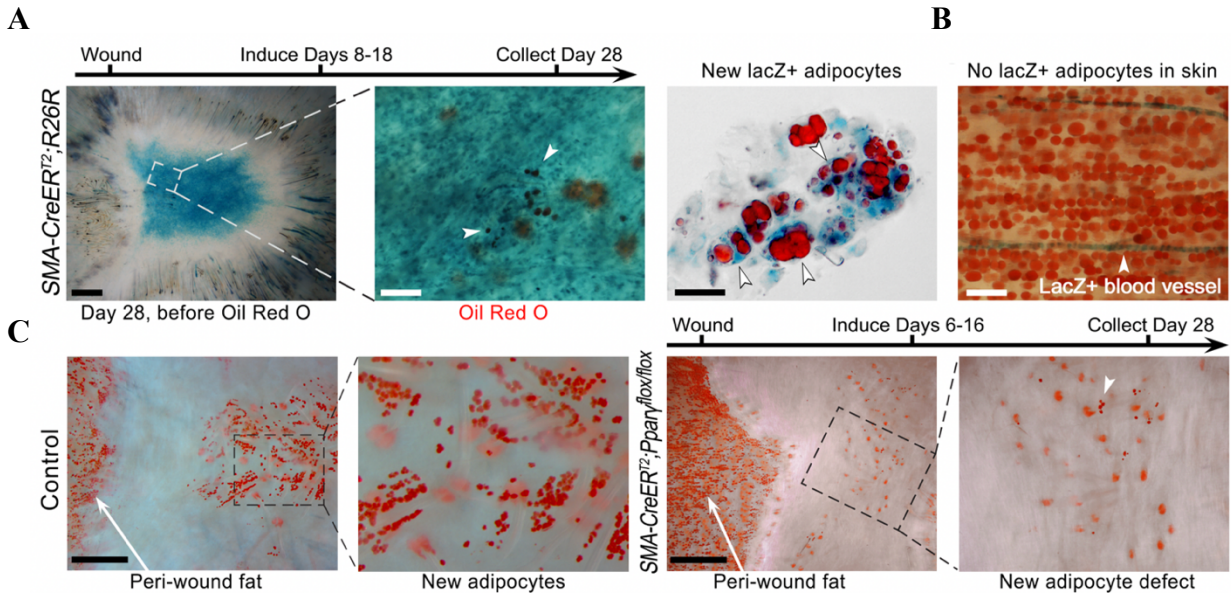 A
B
Wound
Induce Days 8-18
Collect Day 28
New lacZ+ adipocytes
No lacZ+ adipocytes in skin
SMA-CreERT2;R26R
LacZ+ blood vessel
Day 28, before Oil Red O
Oil Red O
C
Wound
Induce Days 6-16
Collect Day 28
Control
SMA-CreERT2;Pparγflox/flox
Peri-wound fat
New adipocytes
Peri-wound fat
New adipocyte defect